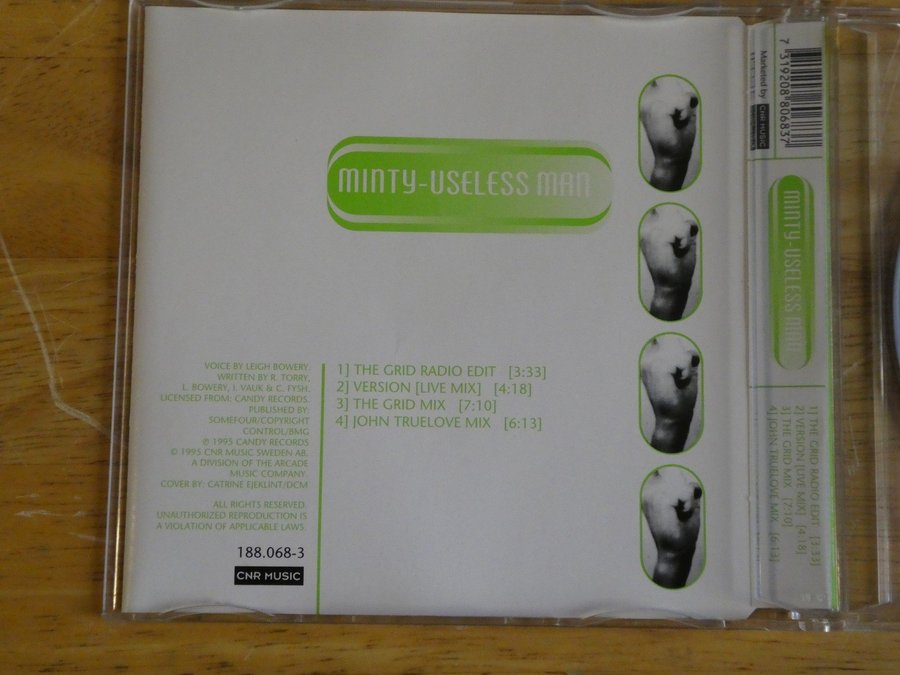 MINTY-USELESS MAN
VOICE BY LEIGH BOWERY.
WRITTEN BY R. TORRY,
L. BOWERY, I. VAUK & C. FYSH.
LICENSED FROM: CANDY RECORDS.
PUBLISHED BY:
SOMEFOUR/COPYRIGHT
CONTROL/BMG
℗ 1995 CANDY RECORDS
© 1995 CNR MUSIC SWEDEN AB.
A DIVISION OF THE ARCADE
MUSIC COMPANY.
COVER BY: CATRINE EJEKLINT/DCM
ALL RIGHTS RESERVED.
UNAUTHORIZED REPRODUCTION IS
A VIOLATION OF APPLICABLE LAWS.
188.068-3
CNR MUSIC
1] THE GRID RADIO EDIT [3:33]
2] VERSION [LIVE MIX] [4:18]
3] THE GRID MIX [7:10]
4] JOHN TRUELOVE MIX [6:13]
7 319208 806837
Marketed by CNR MUSIC
MINTY-USELESS MAN
1] THE GRID RADIO EDIT [3:33]
2] VERSION [LIVE MIX] [4:18]
3] THE GRID MIX [7:10]
4] JOHN TRUELOVE MIX [6:13]